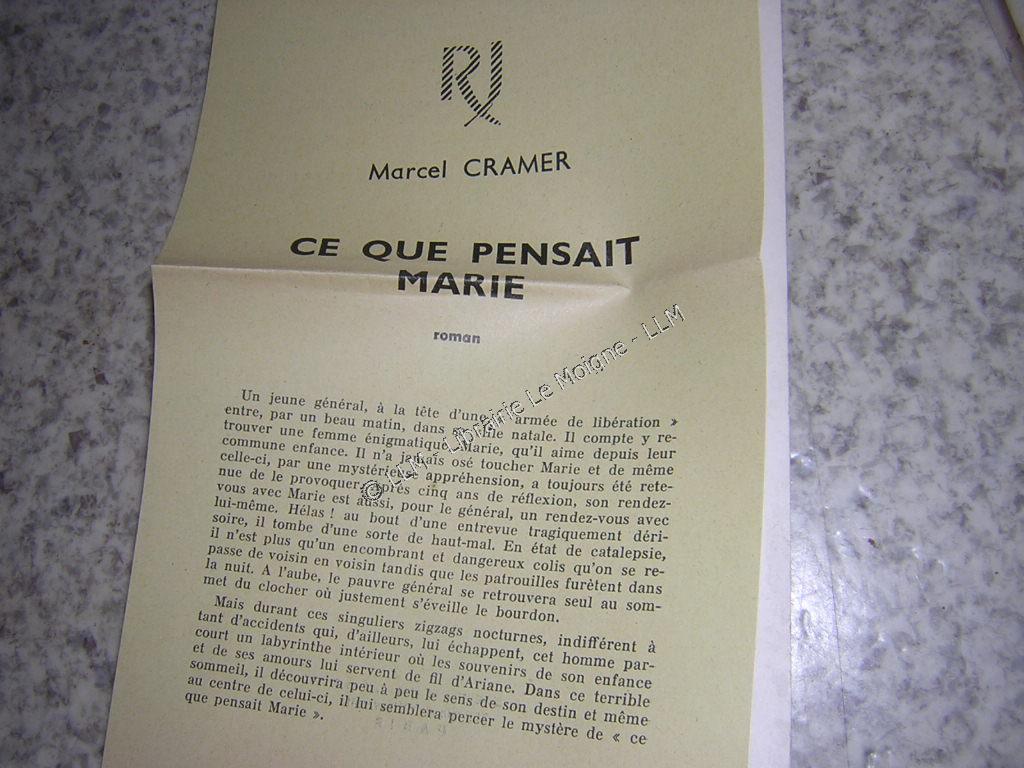 RJ
Marcel CRAMER
CE QUE PENSAIT
MARIE
roman
Un jeune général, à la tête d'une « armée de libération »
entre, par un beau matin, dans sa ville natale. Il compte y re-
trouver une femme énigmatique, Marie, qu'il aime depuis leur
commune enfance. Il n'a jamais osé toucher Marie et de même
celle-ci, par une mystérieuse appréhension, a toujours été rete-
nue de le provoquer. Après cinq ans de réflexion, son rendez-
vous avec Marie est aussi, pour le général, un rendez-vous avec
lui-même. Hélas ! au bout d'une entrevue tragiquement déri-
soire, il tombe d'une sorte de haut-mal. En état de catalepsie,
il n'est plus qu'un encombrant et dangereux colis qu'on se re-
passe de voisin en voisin tandis que les patrouilles furètent dans
la nuit. A l'aube, le pauvre général se retrouvera seul au som-
met du clocher où justement s'éveille le bourdon.
Mais durant ces singuliers zigzags nocturnes, indifférent à
tant d'accidents qui, d'ailleurs, lui échappent, cet homme par-
court un labyrinthe intérieur où les souvenirs de son enfance
et de ses amours lui servent de fil d'Ariane. Dans ce terrible
sommeil, il découvrira peu à peu le sens de son destin et même
au centre de celui-ci, il lui semblera percer le mystère de « ce
que pensait Marie ».
© LLM - Librairie Le Moigne - LLM